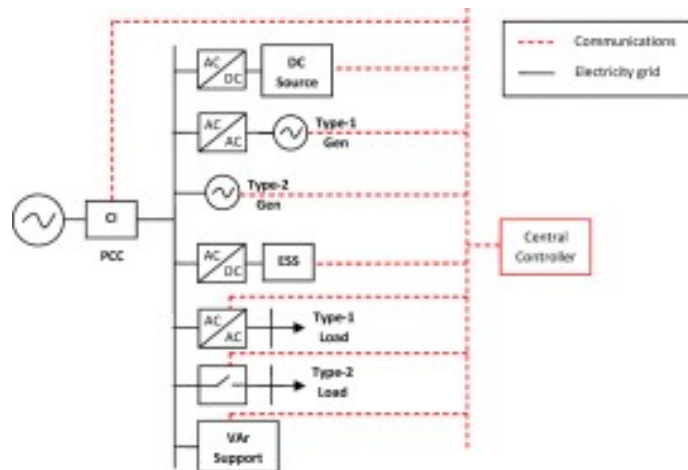 Communications
Electricity grid
AC
DC
DC
Source
AC
AC
Type-1
Gen
Type-2
Gen
CI
PCC
AC
DC
ESS
Central
Controller
AC
AC
Type-1
Load
Type-2
Load
VAr
Support